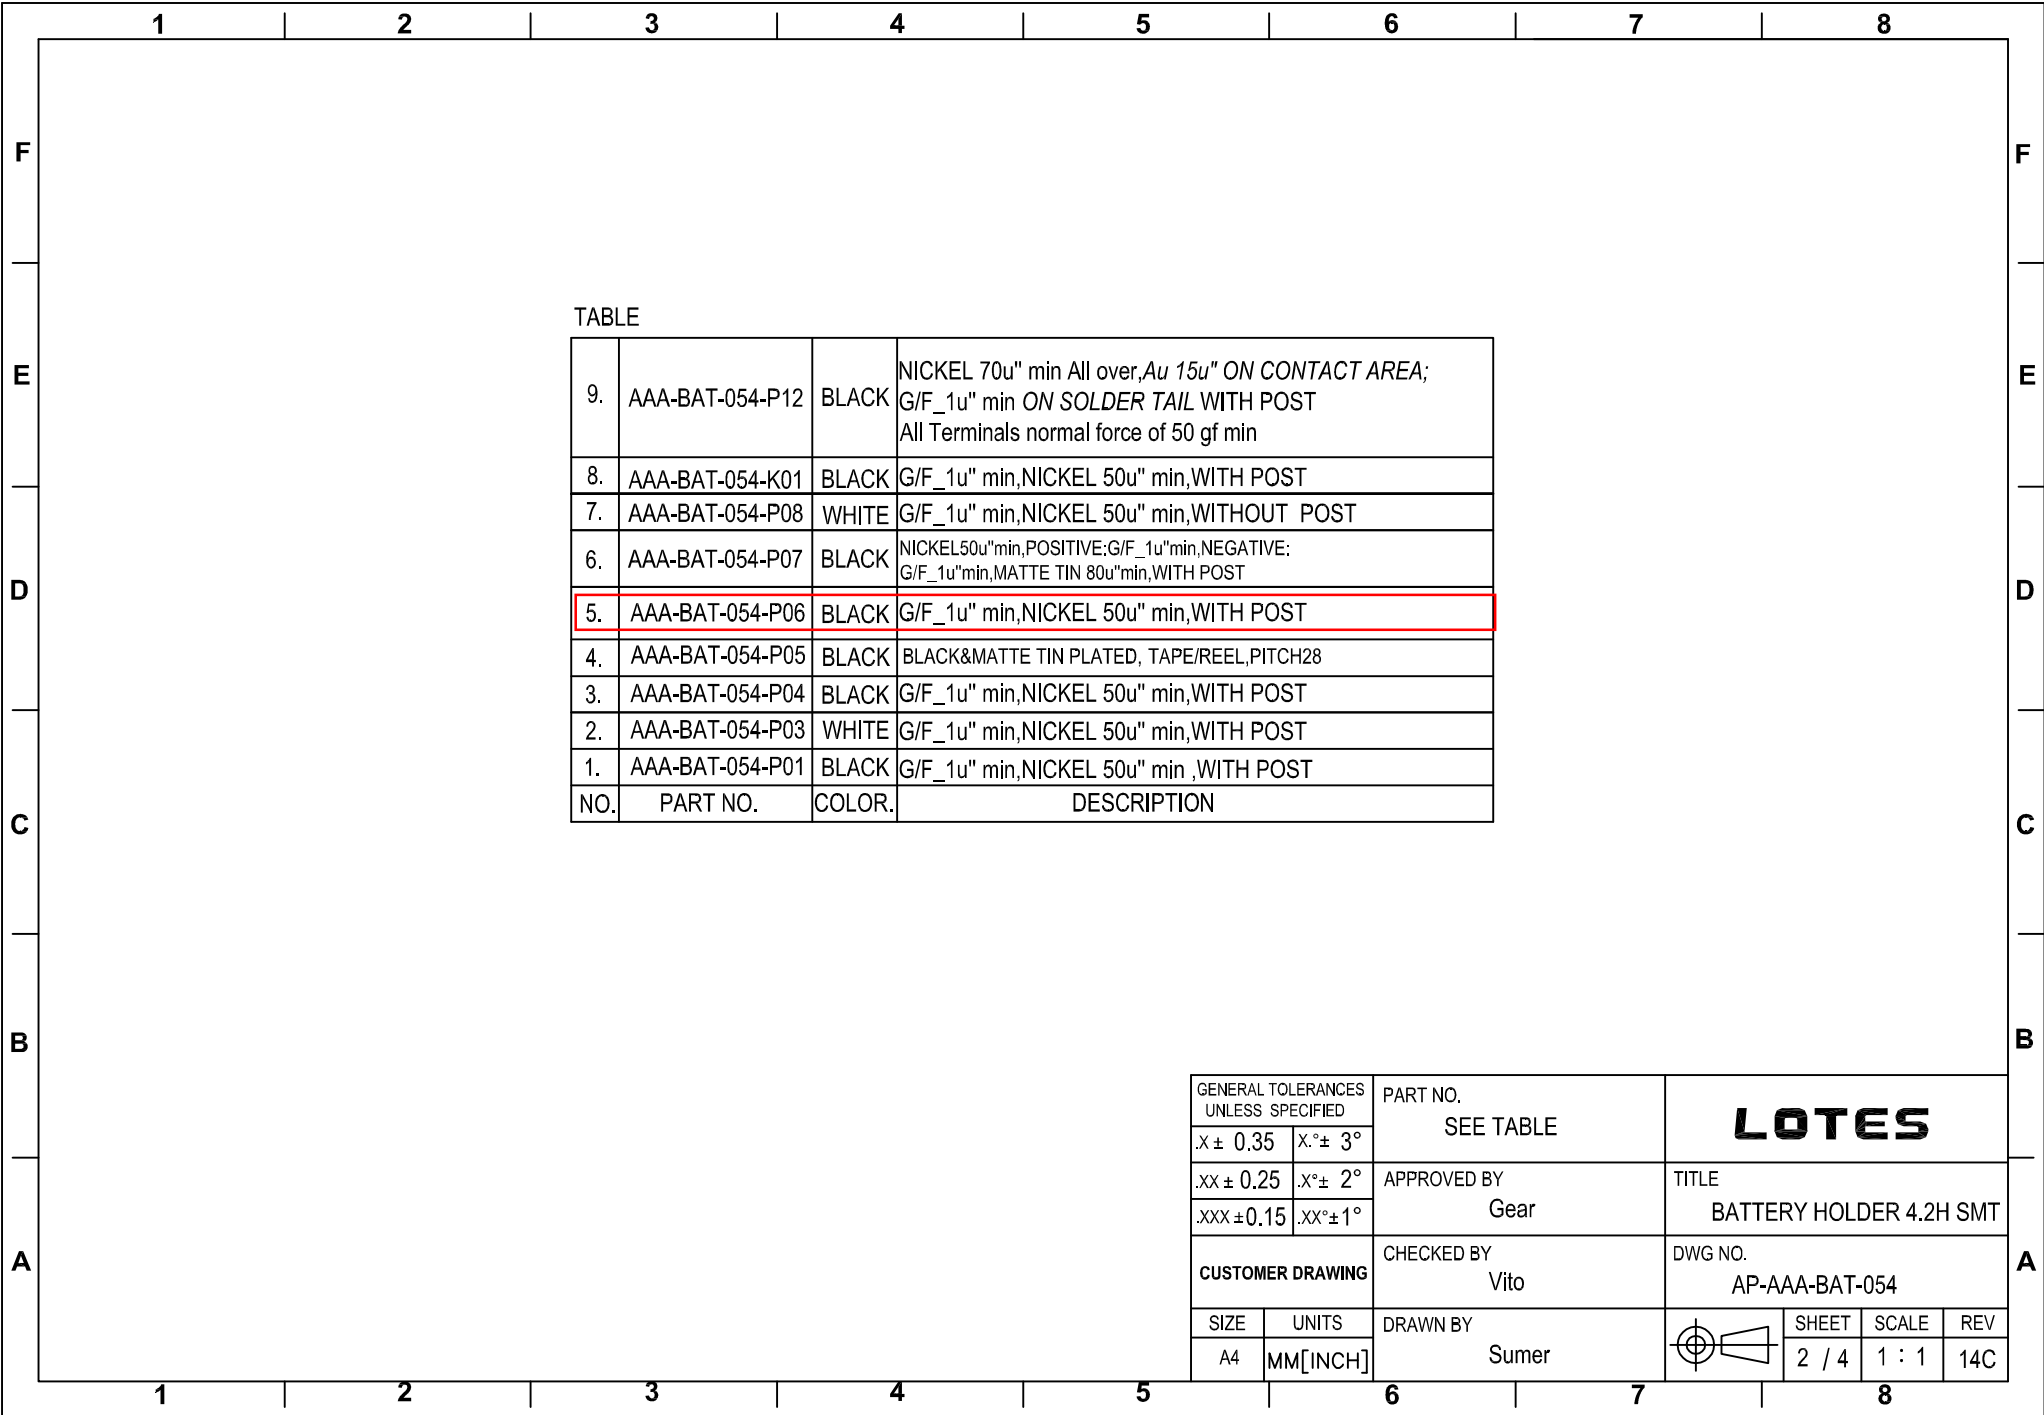 1 2 3 4 5 6 7 8
F F
TABLE
9. AAA-BAT-054-P12 BLACK NICKEL 70u" min All over,Au 15u" ON CONTACT AREA;
G/F_1u" min ON SOLDER TAIL WITH POST
All Terminals normal force of 50 gf min
E E
8. AAA-BAT-054-K01 BLACK G/F_1u" min,NICKEL 50u" min,WITH POST
7. AAA-BAT-054-P08 WHITE G/F_1u" min,NICKEL 50u" min,WITHOUT POST
6. AAA-BAT-054-P07 BLACK NICKEL50u"min,POSITIVE:G/F_1u"min,NEGATIVE:
G/F_1u"min,MATTE TIN 80u"min,WITH POST
D D
5. AAA-BAT-054-P06 BLACK G/F_1u" min,NICKEL 50u" min,WITH POST
4. AAA-BAT-054-P05 BLACK BLACK&MATTE TIN PLATED, TAPE/REEL,PITCH28
3. AAA-BAT-054-P04 BLACK G/F_1u" min,NICKEL 50u" min,WITH POST
2. AAA-BAT-054-P03 WHITE G/F_1u" min,NICKEL 50u" min,WITH POST
1. AAA-BAT-054-P01 BLACK G/F_1u" min,NICKEL 50u" min ,WITH POST
NO. PART NO. COLOR. DESCRIPTION
C C
B B
GENERAL TOLERANCES
UNLESS SPECIFIED
.X ± 0.35 X.°± 3°
.XX ± 0.25 .X°± 2°
.XXX ±0.15 .XX°±1°
CUSTOMER DRAWING
SIZE UNITS
A4 MM[INCH]
PART NO.
SEE TABLE
APPROVED BY
Gear
CHECKED BY
Vito
DRAWN BY
Sumer
LOTES
TITLE
BATTERY HOLDER 4.2H SMT
DWG NO.
AP-AAA-BAT-054
SHEET SCALE REV
2 / 4 1 : 1 14C
A A
1 2 3 4 5 6 7 8